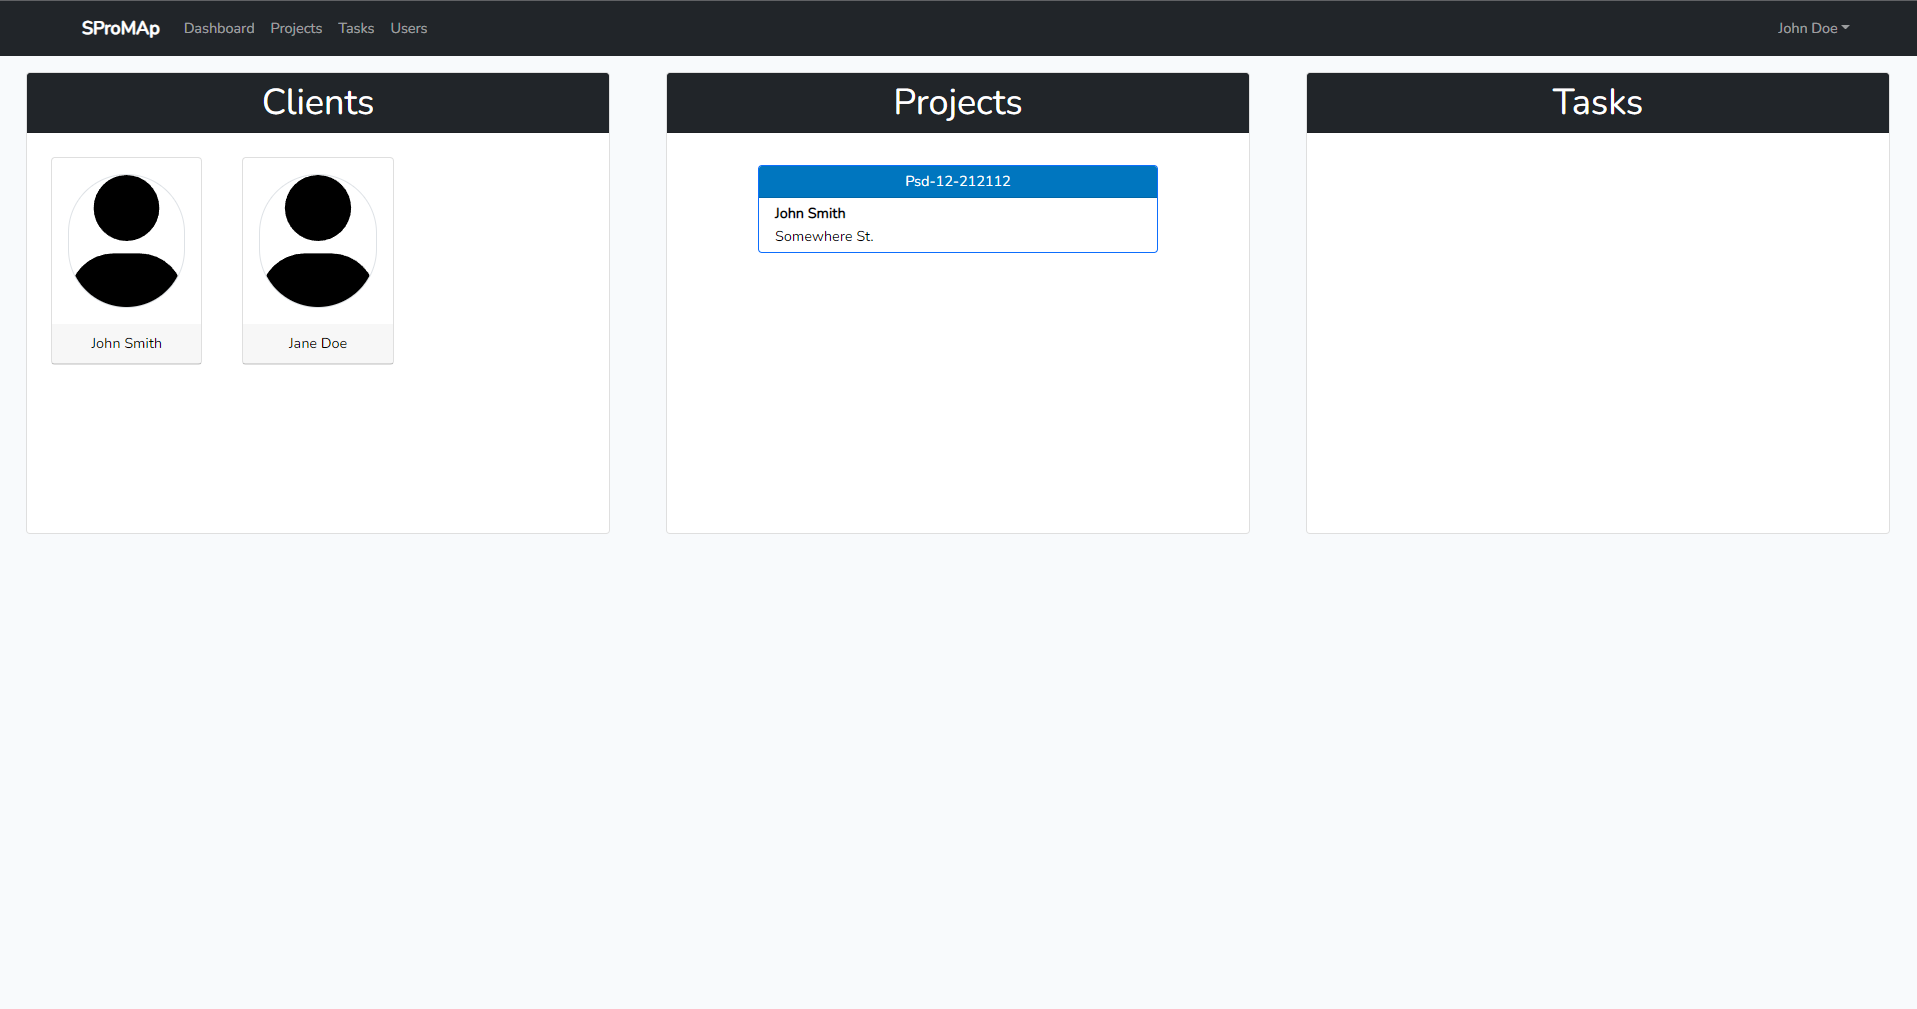 SProMAp Dashboard Projects Tasks Users John Doe
Clients
John Smith
Jane Doe
Projects
Psd-12-212112
John Smith
Somewhere St.
Tasks